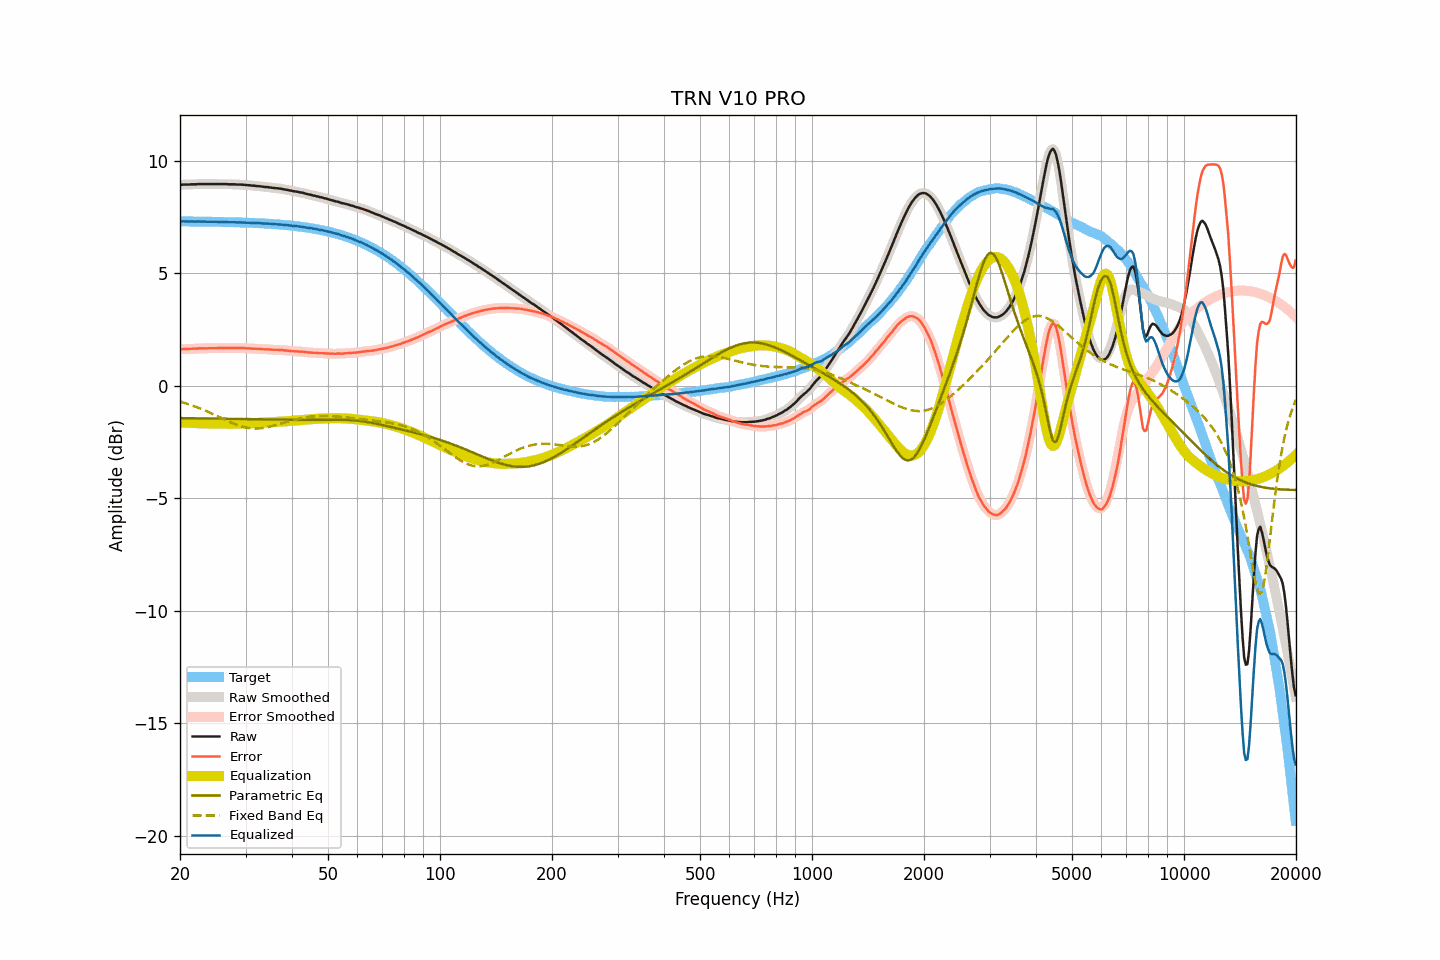 TRN V10 PRO
Amplitude (dBr)
10
5
0
−5
−10
−15
−20
Target
Raw Smoothed
Error Smoothed
Raw
Error
Equalization
Parametric Eq
Fixed Band Eq
Equalized
20 50 100 200 500 1000 2000 5000 10000 20000
Frequency (Hz)